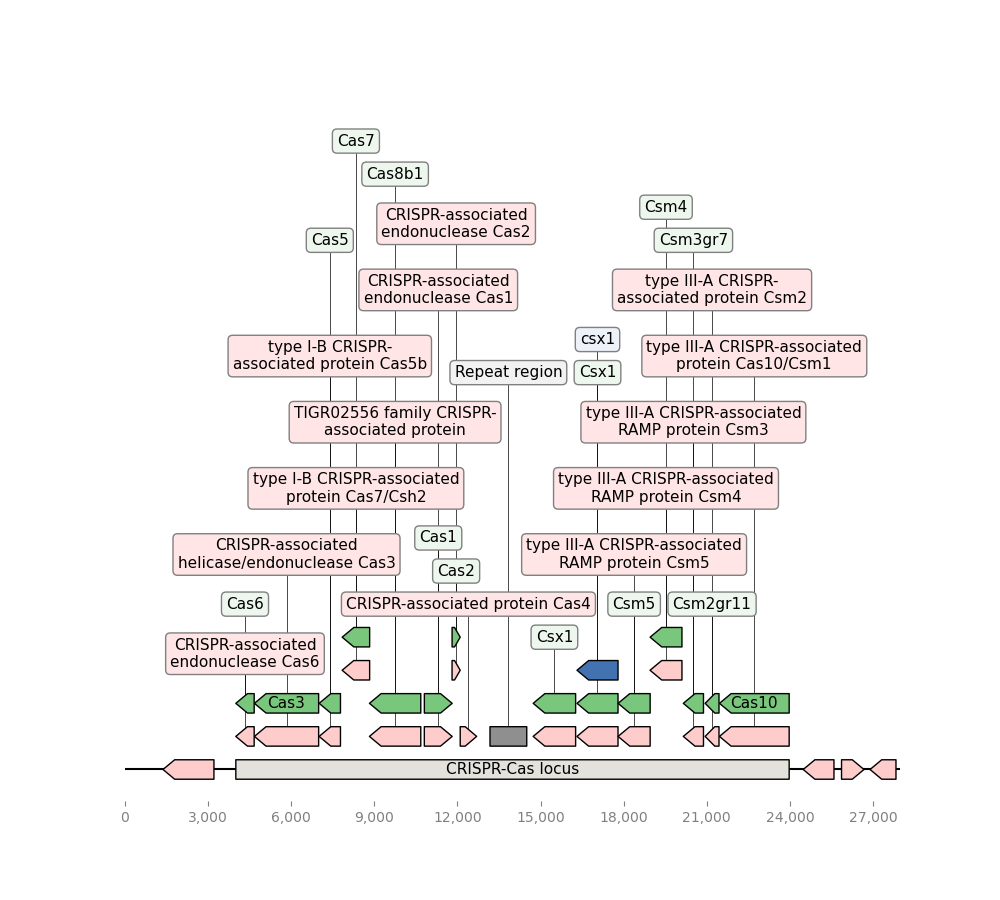 Cas7
Cas8b1
Csm4
CRISPR-associated
endonuclease Cas2
Cas5
Csm3gr7
CRISPR-associated
endonuclease Cas1
type III-A CRISPR-
associated protein Csm2
csx1
type I-B CRISPR-
associated protein Cas5b
type III-A CRISPR-associated
protein Cas10/Csm1
Repeat region
Csx1
TIGR02556 family CRISPR-
associated protein
type III-A CRISPR-associated
RAMP protein Csm3
type I-B CRISPR-associated
protein Cas7/Csh2
type III-A CRISPR-associated
RAMP protein Csm4
Cas1
CRISPR-associated
helicase/endonuclease Cas3
type III-A CRISPR-associated
RAMP protein Csm5
Cas2
Cas6
CRISPR-associated protein Cas4
Csm5
Csm2gr11
Csx1
CRISPR-associated
endonuclease Cas6
Cas3
Cas10
CRISPR-Cas locus
0
3,000
6,000
9,000
12,000
15,000
18,000
21,000
24,000
27,000